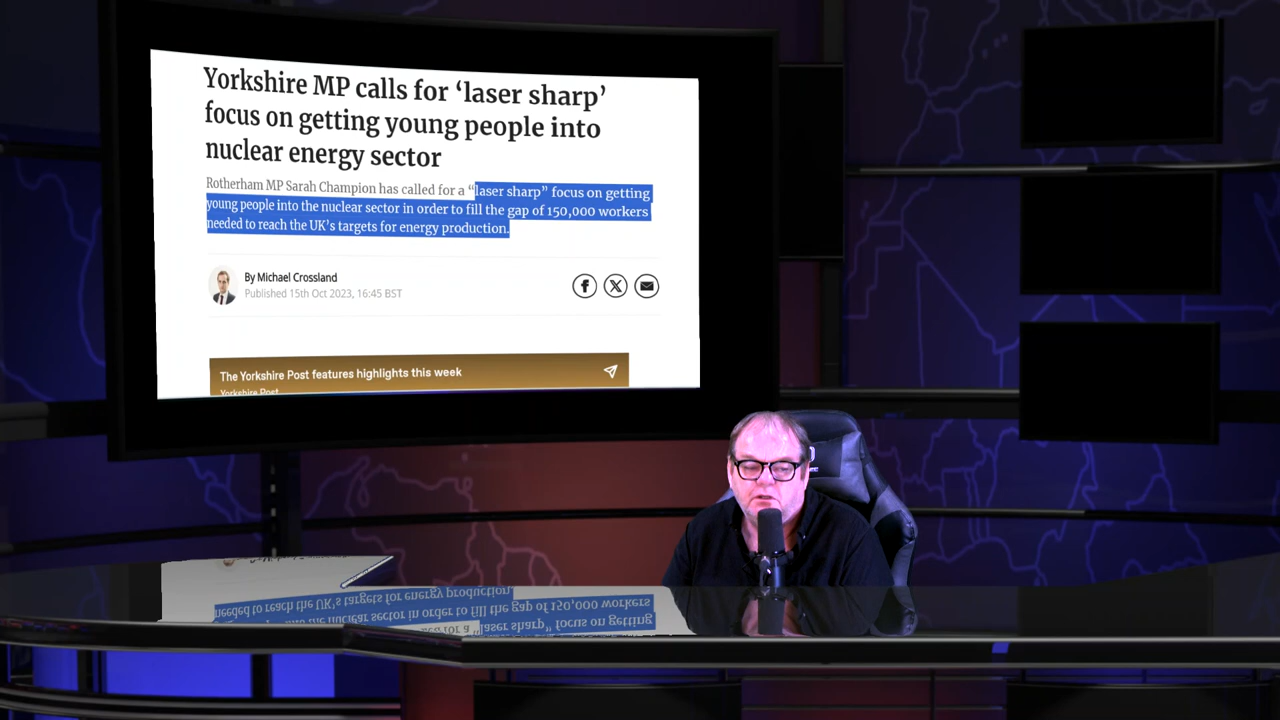 Yorkshire MP calls for ‘laser sharp’
focus on getting young people into
nuclear energy sector
Rotherham MP Sarah Champion has called for a “laser sharp” focus on getting
young people into the nuclear sector in order to fill the gap of 150,000 workers
needed to reach the UK’s targets for energy production.
By Michael Crossland
Published 15th Oct 2023, 16:45 BST
The Yorkshire Post features highlights this week
Yorkshire Post